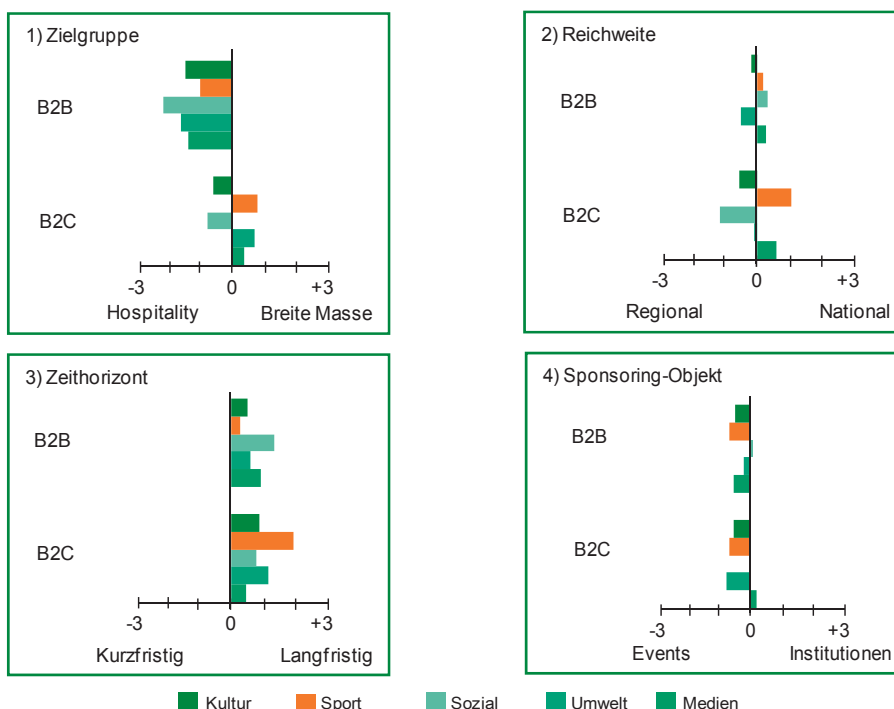 1) Zielgruppe
B2B
B2C
-3 0 +3
Hospitality Breite Masse
2) Reichweite
B2B
B2C
-3 0 +3
Regional National
3) Zeithorizont
B2B
B2C
-3 0 +3
Kurzfristig Langfristig
4) Sponsoring-Objekt
B2B
B2C
-3 0 +3
Events Institutionen
Kultur Sport Sozial Umwelt Medien